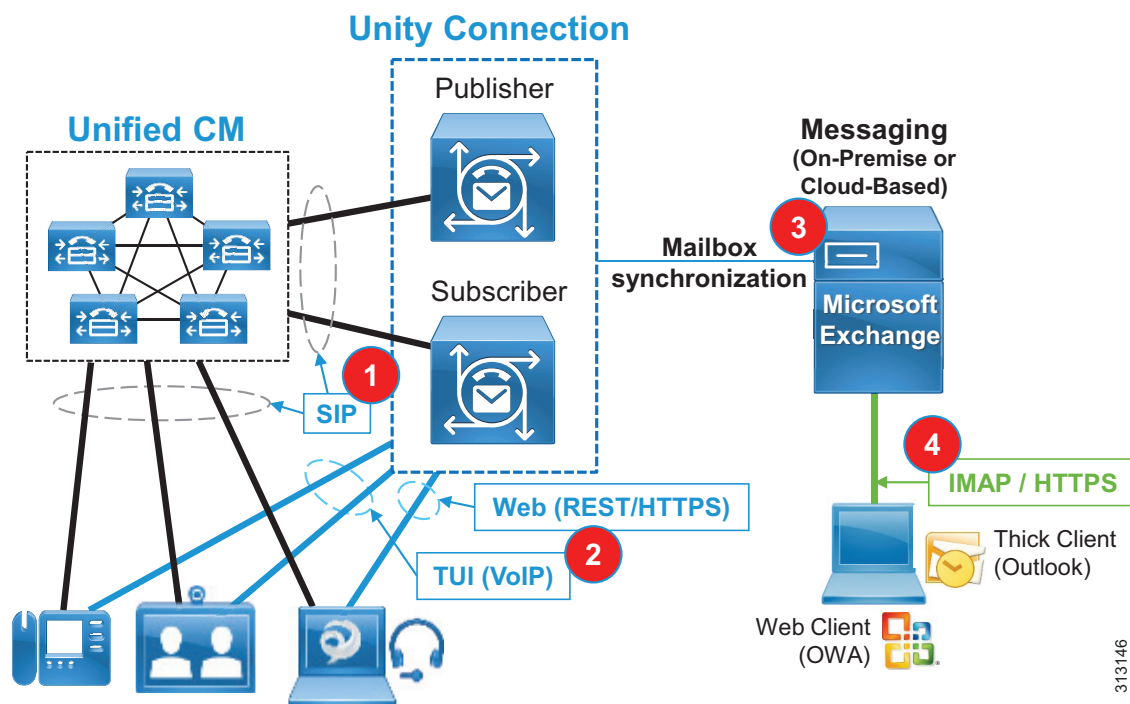 Unity Connection
Publisher
Unified CM
Messaging
(On-Premise or
Cloud-Based)
3
Mailbox
synchronization
Subscriber
Microsoft
Exchange
1
SIP
4
IMAP / HTTPS
Web (REST/HTTPS)
2
TUI (VoIP)
Thick Client
(Outlook)
Web Client
(OWA)
313146